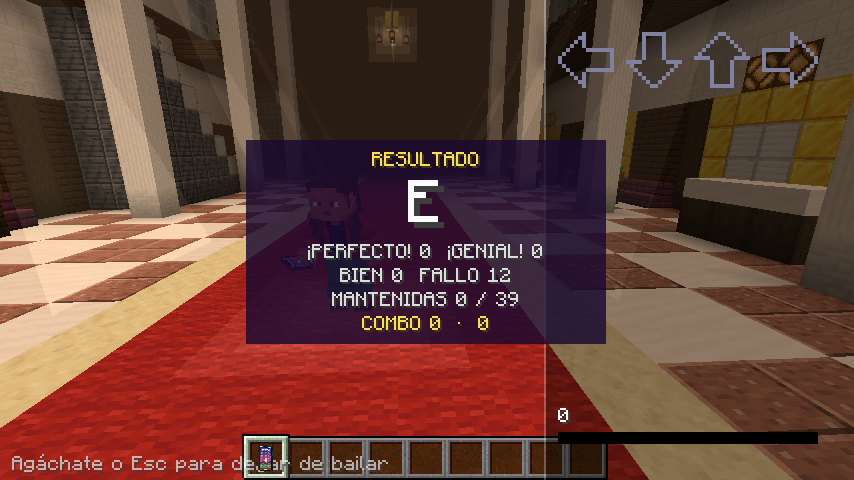 RESULTADO
E
¡PERFECTO! 0 ¡GENIAL! 0
BIEN 0 FALLO 12
MANTENIDAS 0 / 39
COMBO 0 · 0
0
Agáchate o Esc para dejar de bailar